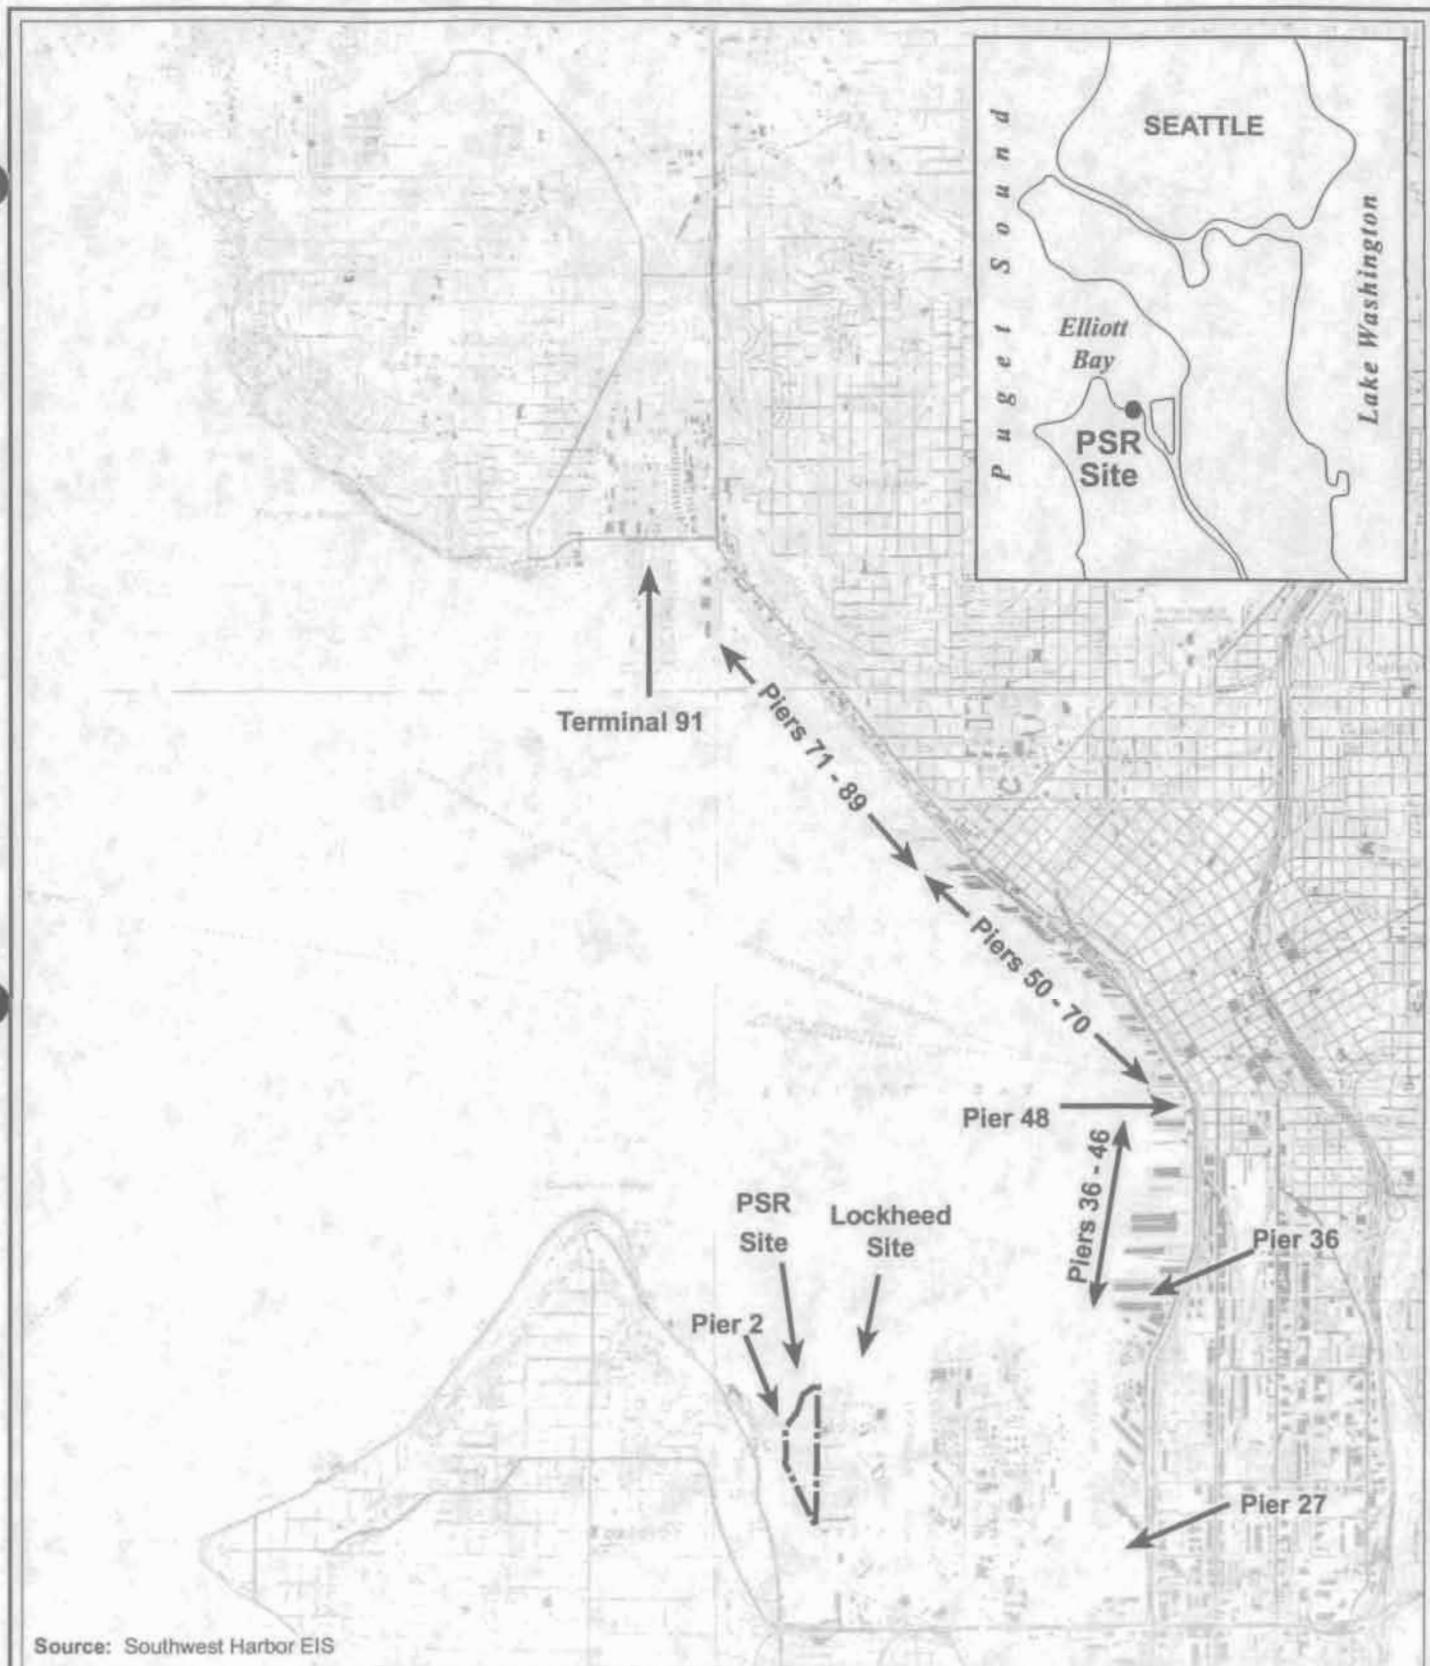 SEATTLE
Puget Sound
Lake Washington
Elliott
Bay
PSR
Site
Terminal 91
Piers 71 - 89
Piers 50 - 70
Pier 48
Piers 36 - 46
PSR
Site
Lockheed
Site
Pier 36
Pier 2
Pier 27
Source: Southwest Harbor EIS